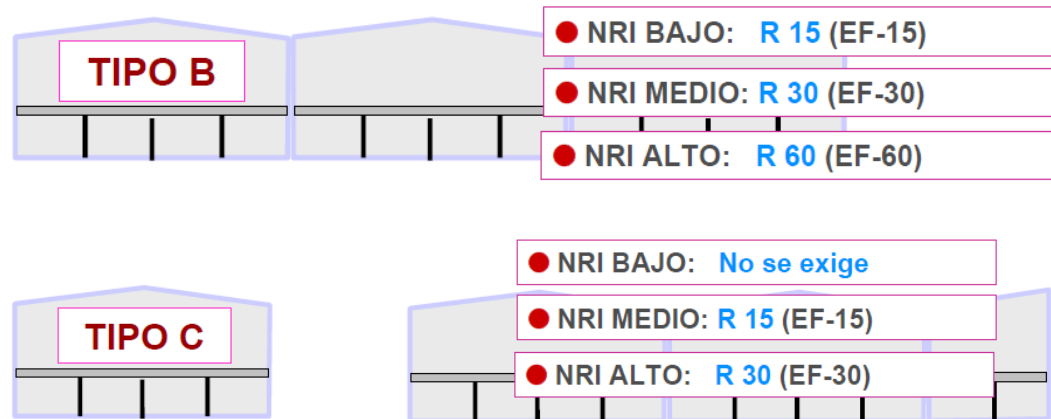 TIPO B
NRI BAJO: R 15 (EF-15)
NRI MEDIO: R 30 (EF-30)
NRI ALTO: R 60 (EF-60)
TIPO C
NRI BAJO: No se exige
NRI MEDIO: R 15 (EF-15)
NRI ALTO: R 30 (EF-30)